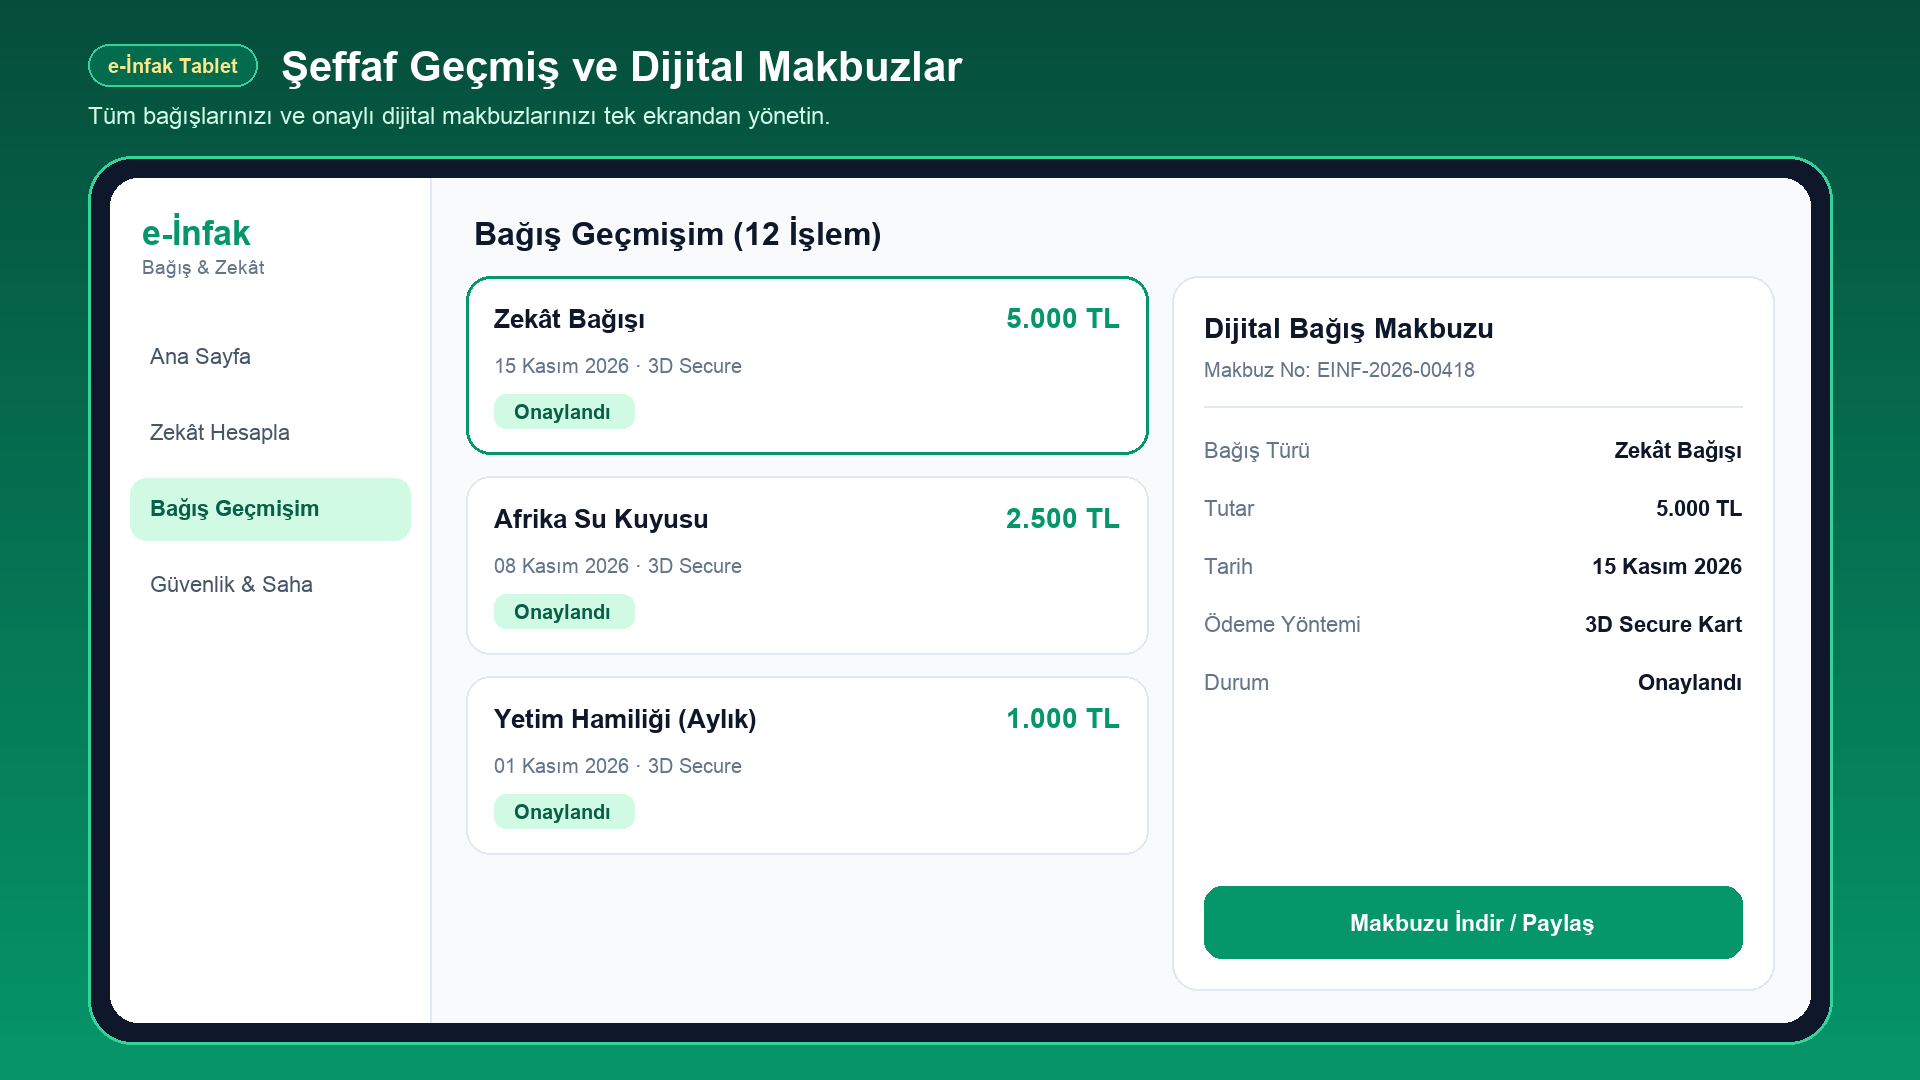 e-İnfak Tablet
Şeffaf Geçmiş ve Dijital Makbuzlar
Tüm bağışlarınızı ve onaylı dijital makbuzlarınızı tek ekrandan yönetin.
e-İnfak
Bağış & Zekât
Ana Sayfa
Zekât Hesapla
Bağış Geçmişim
Güvenlik & Saha
Bağış Geçmişim (12 İşlem)
Zekât Bağışı 5.000 TL
15 Kasım 2026 · 3D Secure
Onaylandı
Afrika Su Kuyusu 2.500 TL
08 Kasım 2026 · 3D Secure
Onaylandı
Yetim Hamiliği (Aylık) 1.000 TL
01 Kasım 2026 · 3D Secure
Onaylandı
Dijital Bağış Makbuzu
Makbuz No: EINF-2026-00418
Bağış Türü Zekât Bağışı
Tutar 5.000 TL
Tarih 15 Kasım 2026
Ödeme Yöntemi 3D Secure Kart
Durum Onaylandı
Makbuzu İndir / Paylaş